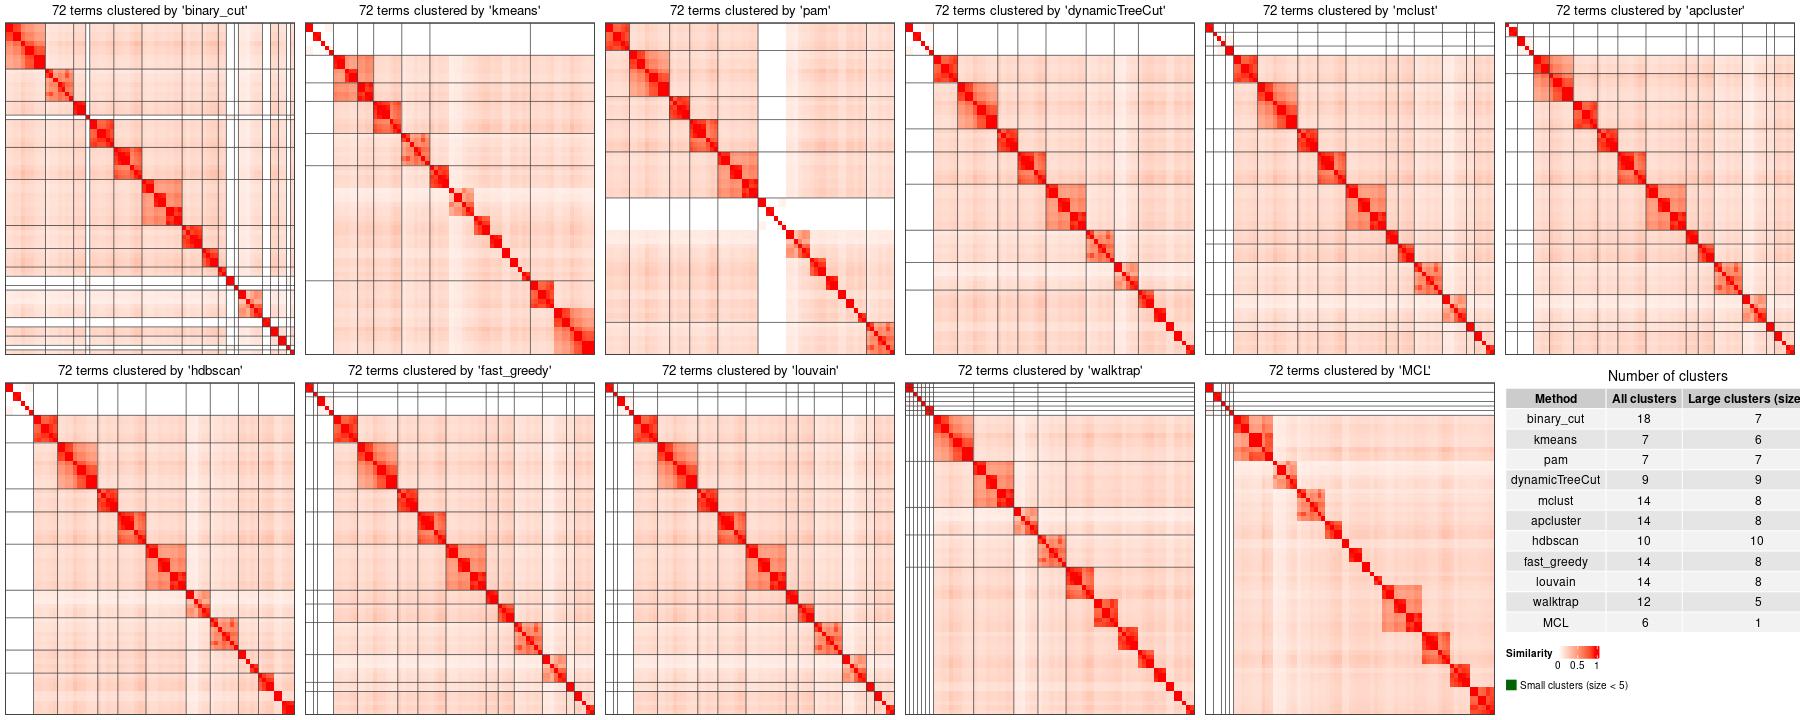 72 terms clustered by 'binary_cut'
72 terms clustered by 'kmeans'
72 terms clustered by 'pam'
72 terms clustered by 'dynamicTreeCut'
72 terms clustered by 'mclust'
72 terms clustered by 'apcluster'
72 terms clustered by 'hdbscan'
72 terms clustered by 'fast_greedy'
72 terms clustered by 'louvain'
72 terms clustered by 'walktrap'
72 terms clustered by 'MCL'
Number of clusters
Method All clusters Large clusters (size
binary_cut 18 7
kmeans 7 6
pam 7 7
dynamicTreeCut 9 9
mclust 14 8
apcluster 14 8
hdbscan 10 10
fast_greedy 14 8
louvain 14 8
walktrap 12 5
MCL 6 1
Similarity
0 0.5 1
Small clusters (size < 5)